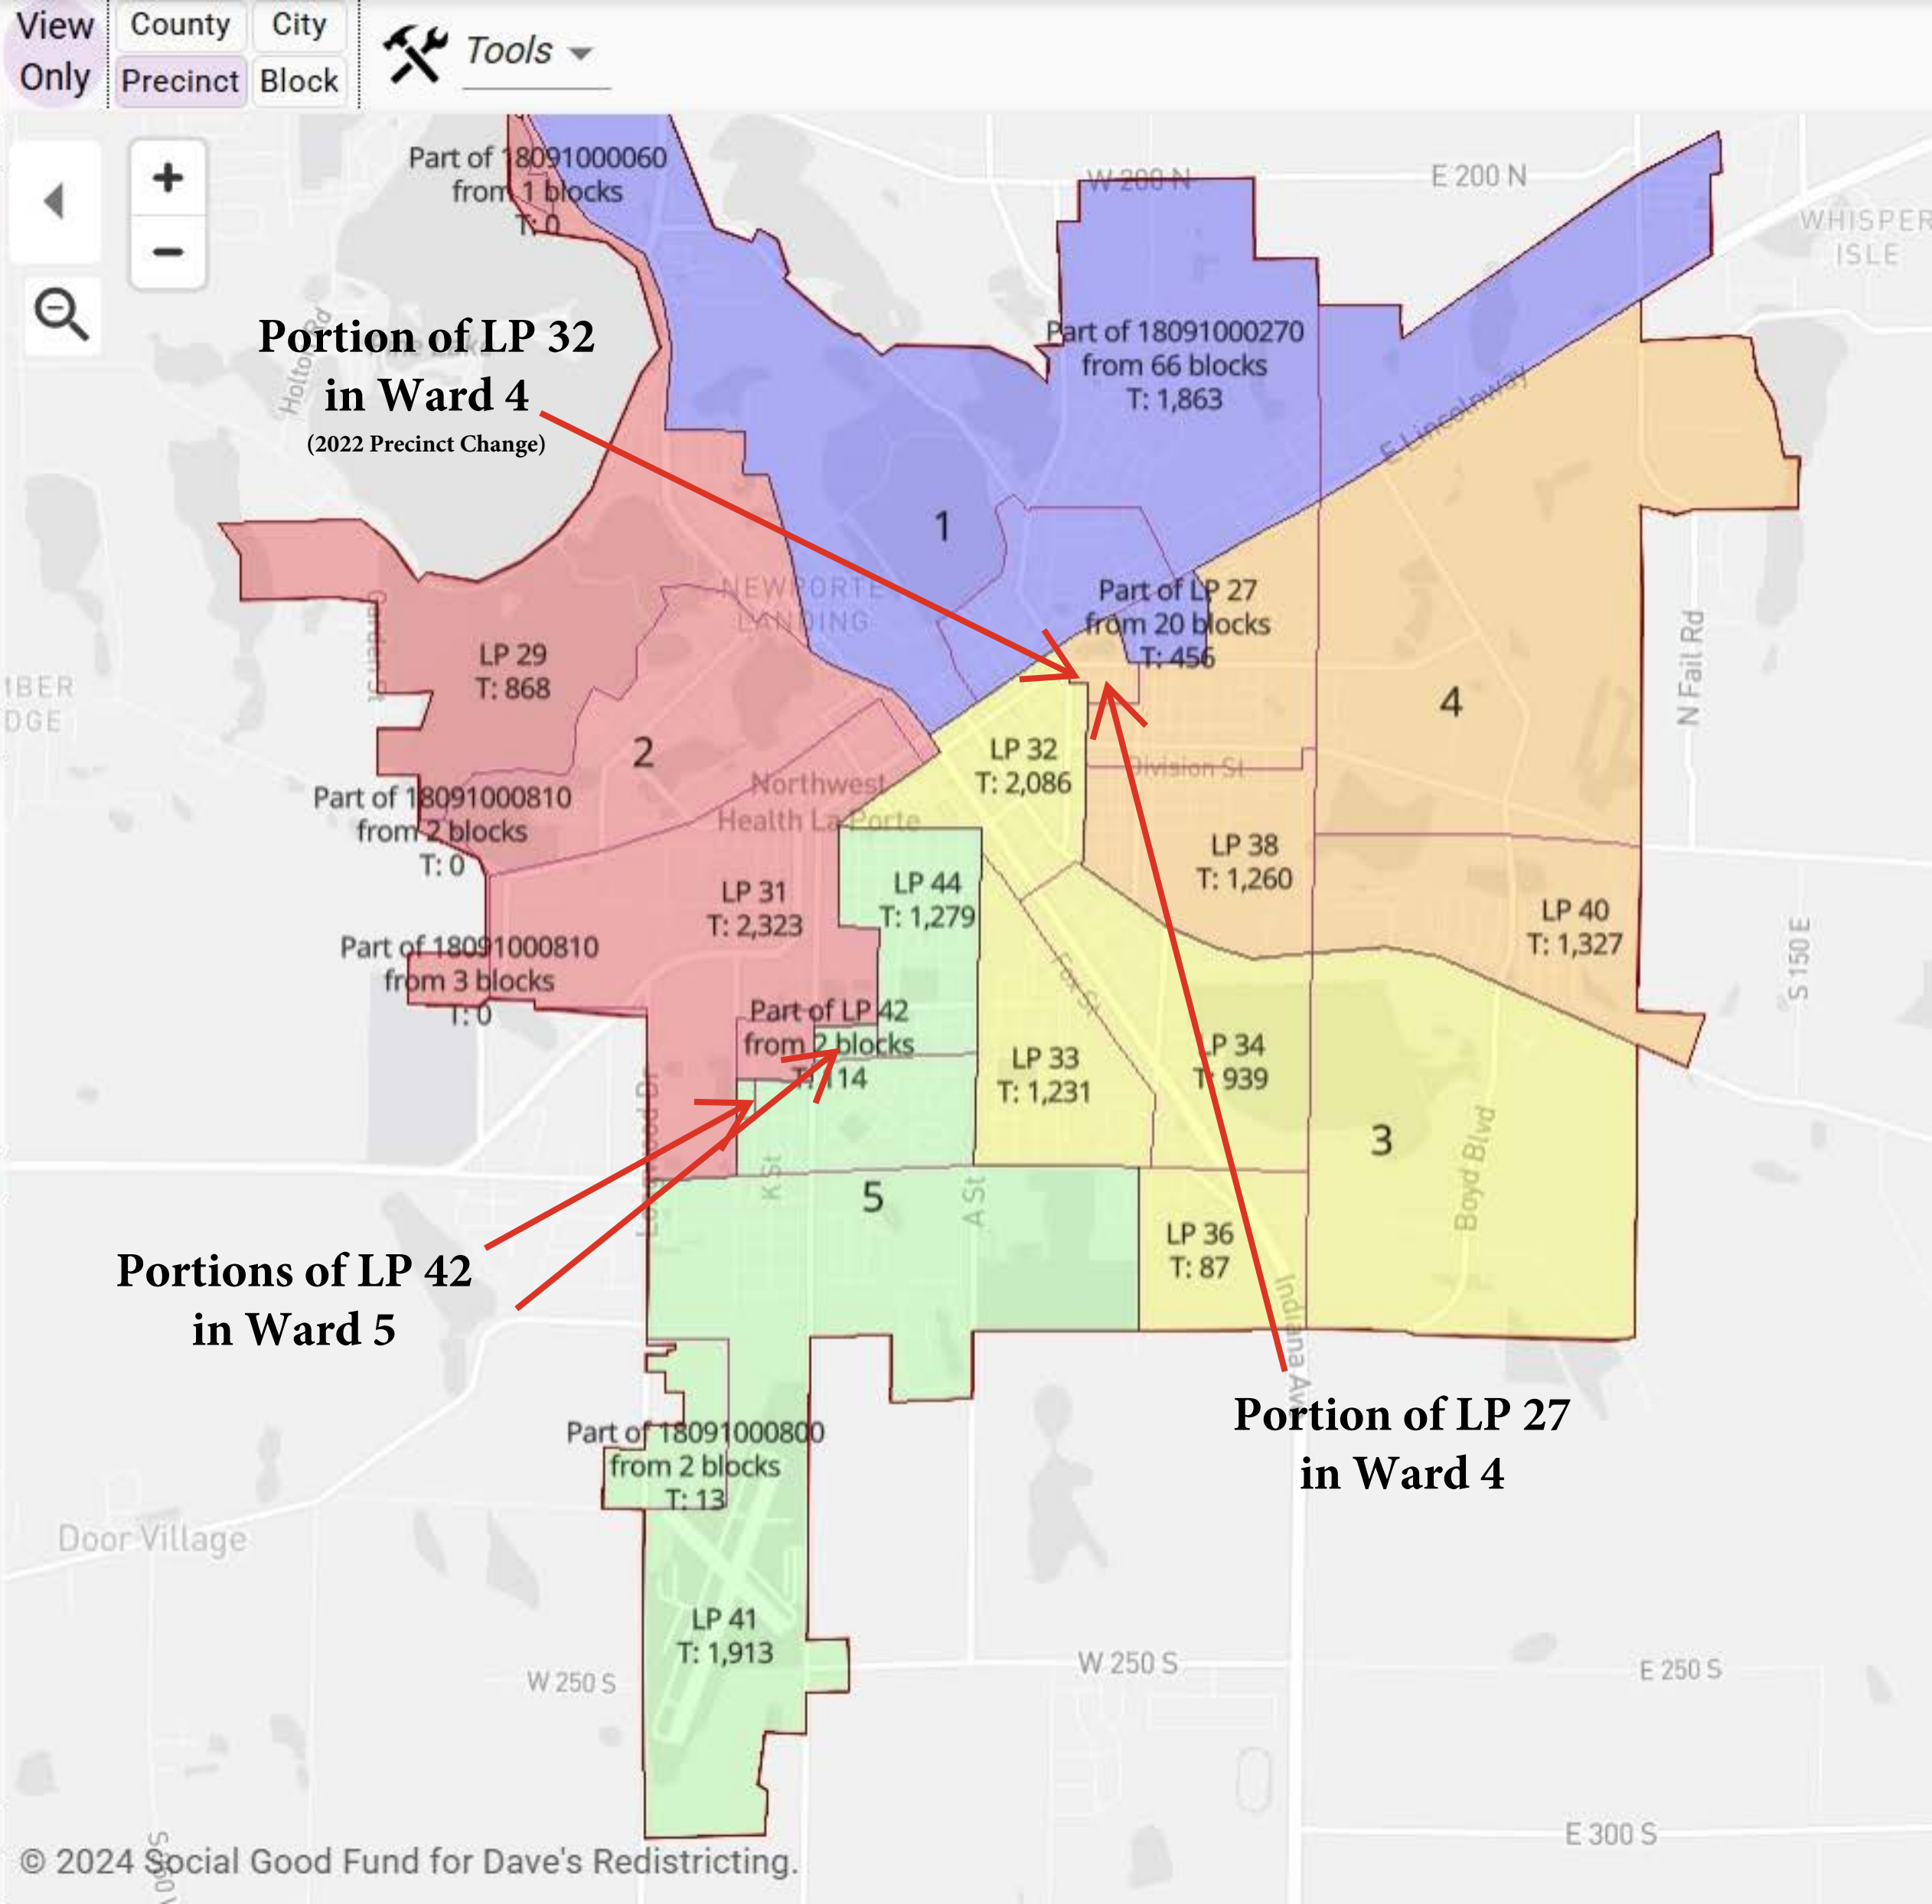 View Only
County
City
Precinct
Block
Tools
Part of 18091000060
from 1 blocks
T: 0
W 200 N
E 200 N
WHISPER
ISLE
Holton Rd
Portion of LP 32
in Ward 4
(2022 Precinct Change)
Part of 18091000270
from 66 blocks
T: 1,863
E Lincolnway
1
NEWPORTE
LANDING
Part of LP 27
from 20 blocks
T: 456
LP 29
T: 868
N Fail Rd
4
2
LP 32
T: 2,086
Division St
Northwest
Health La Porte
Part of 18091000810
from 2 blocks
T: 0
LP 38
T: 1,260
LP 44
T: 1,279
LP 31
T: 2,323
LP 40
T: 1,327
Part of 18091000810
from 3 blocks
T: 0
S 150 E
Fox St
Part of LP 42
from 2 blocks
T: 114
LP 33
T: 1,231
LP 34
T: 939
3
Boyd Blvd
K St
A St
5
LP 36
T: 87
Portions of LP 42
in Ward 5
Indiana Av
Portion of LP 27
in Ward 4
Part of 18091000800
from 2 blocks
T: 13
Door Village
LP 41
T: 1,913
W 250 S
W 250 S
E 250 S
E 300 S
© 2024 Social Good Fund for Dave's Redistricting.